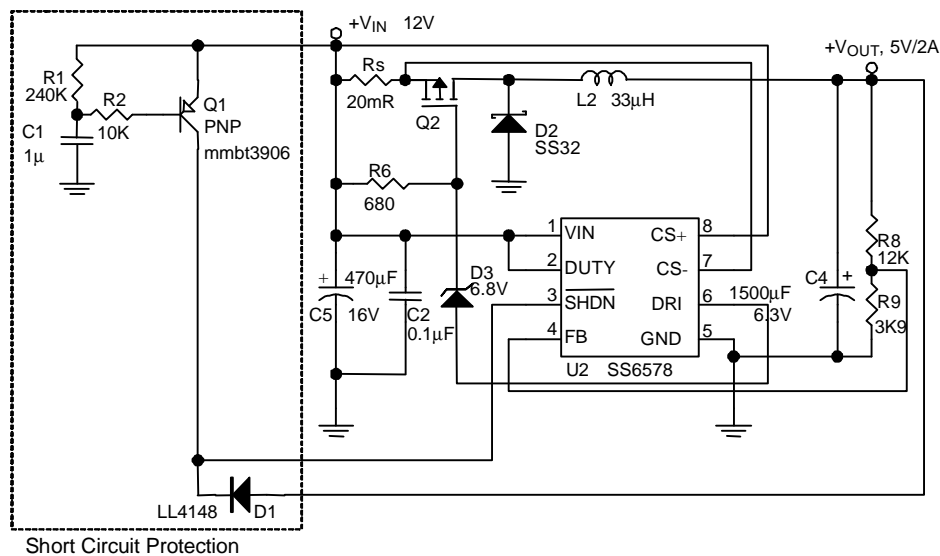 +VIN 12V
+VOUT, 5V/2A
R1
240K
R2
10K
Q1
PNP
mmbt3906
C1
1μ
Rs
20mR
Q2
L2 33μH
D2
SS32
R6
680
R8
12K
1 VIN CS+ 8
2 DUTY CS- 7
3 SHDN DRI 6
4 FB GND 5
U2 SS6578
D3
6.8V
+ 470μF
C5 16V
C2
0.1μF
C4 +
1500μF
6.3V
R9
3K9
LL4148 D1
Short Circuit Protection